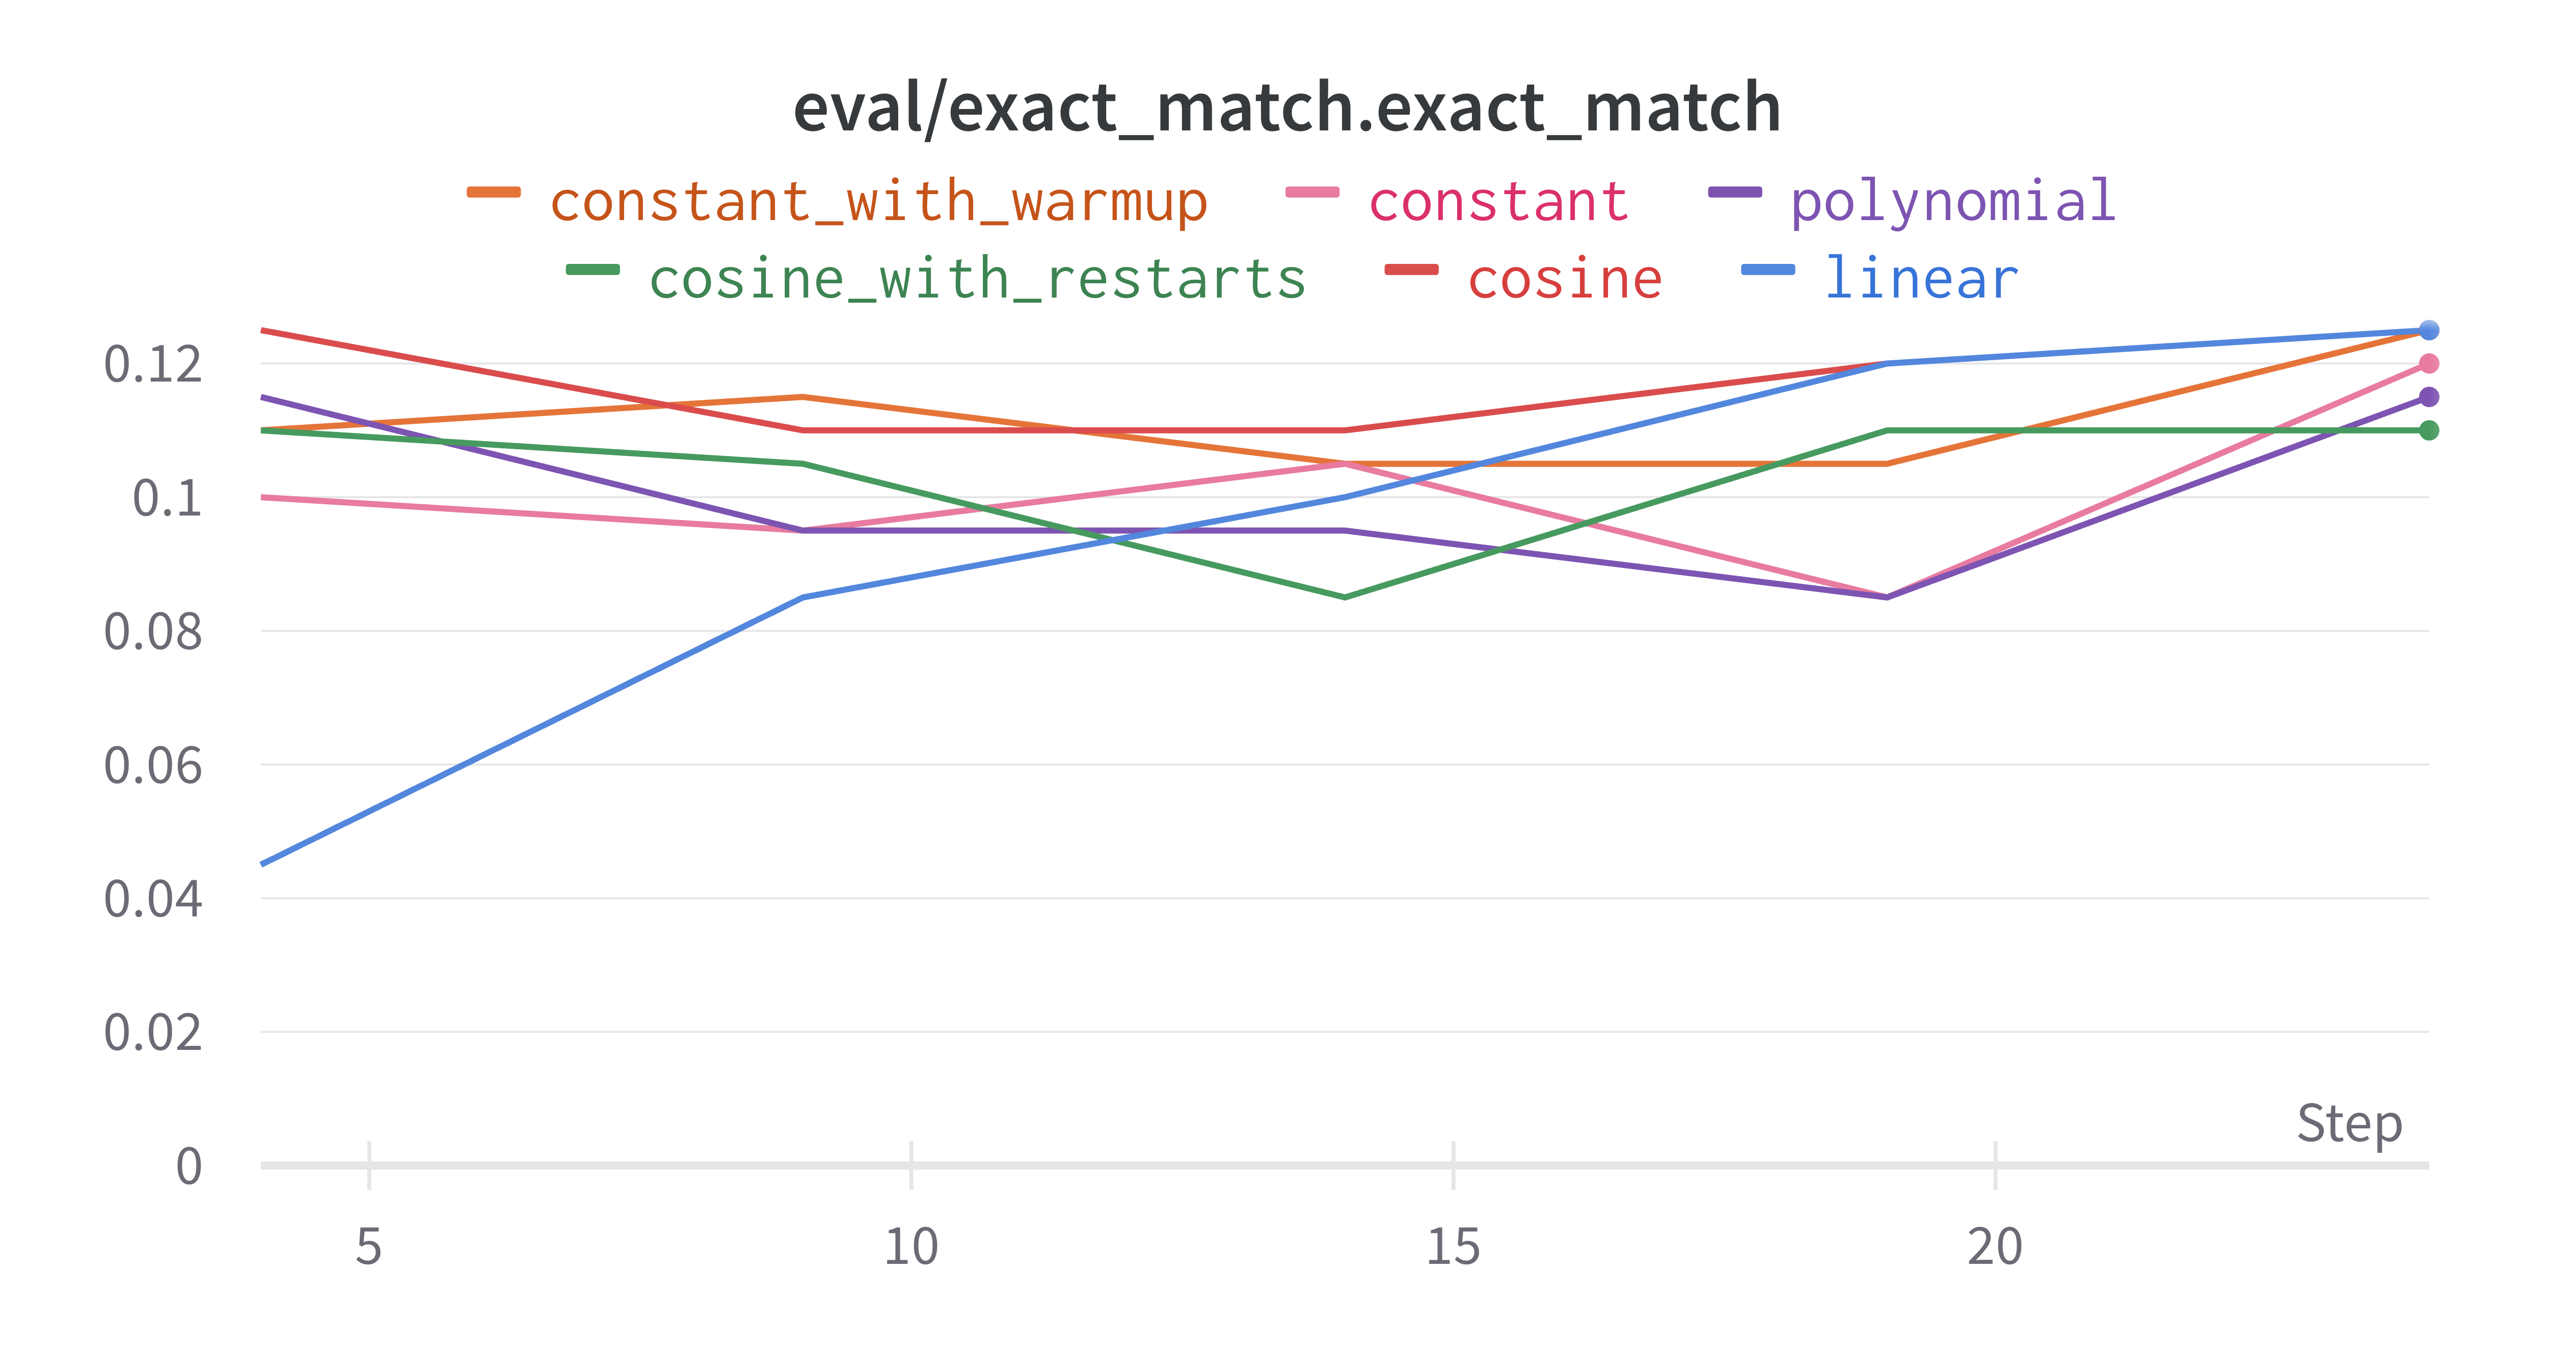 eval/exact_match.exact_match
constant_with_warmup constant polynomial
cosine_with_restarts cosine linear
0.12
0.1
0.08
0.06
0.04
0.02
Step
0
5 10 15 20